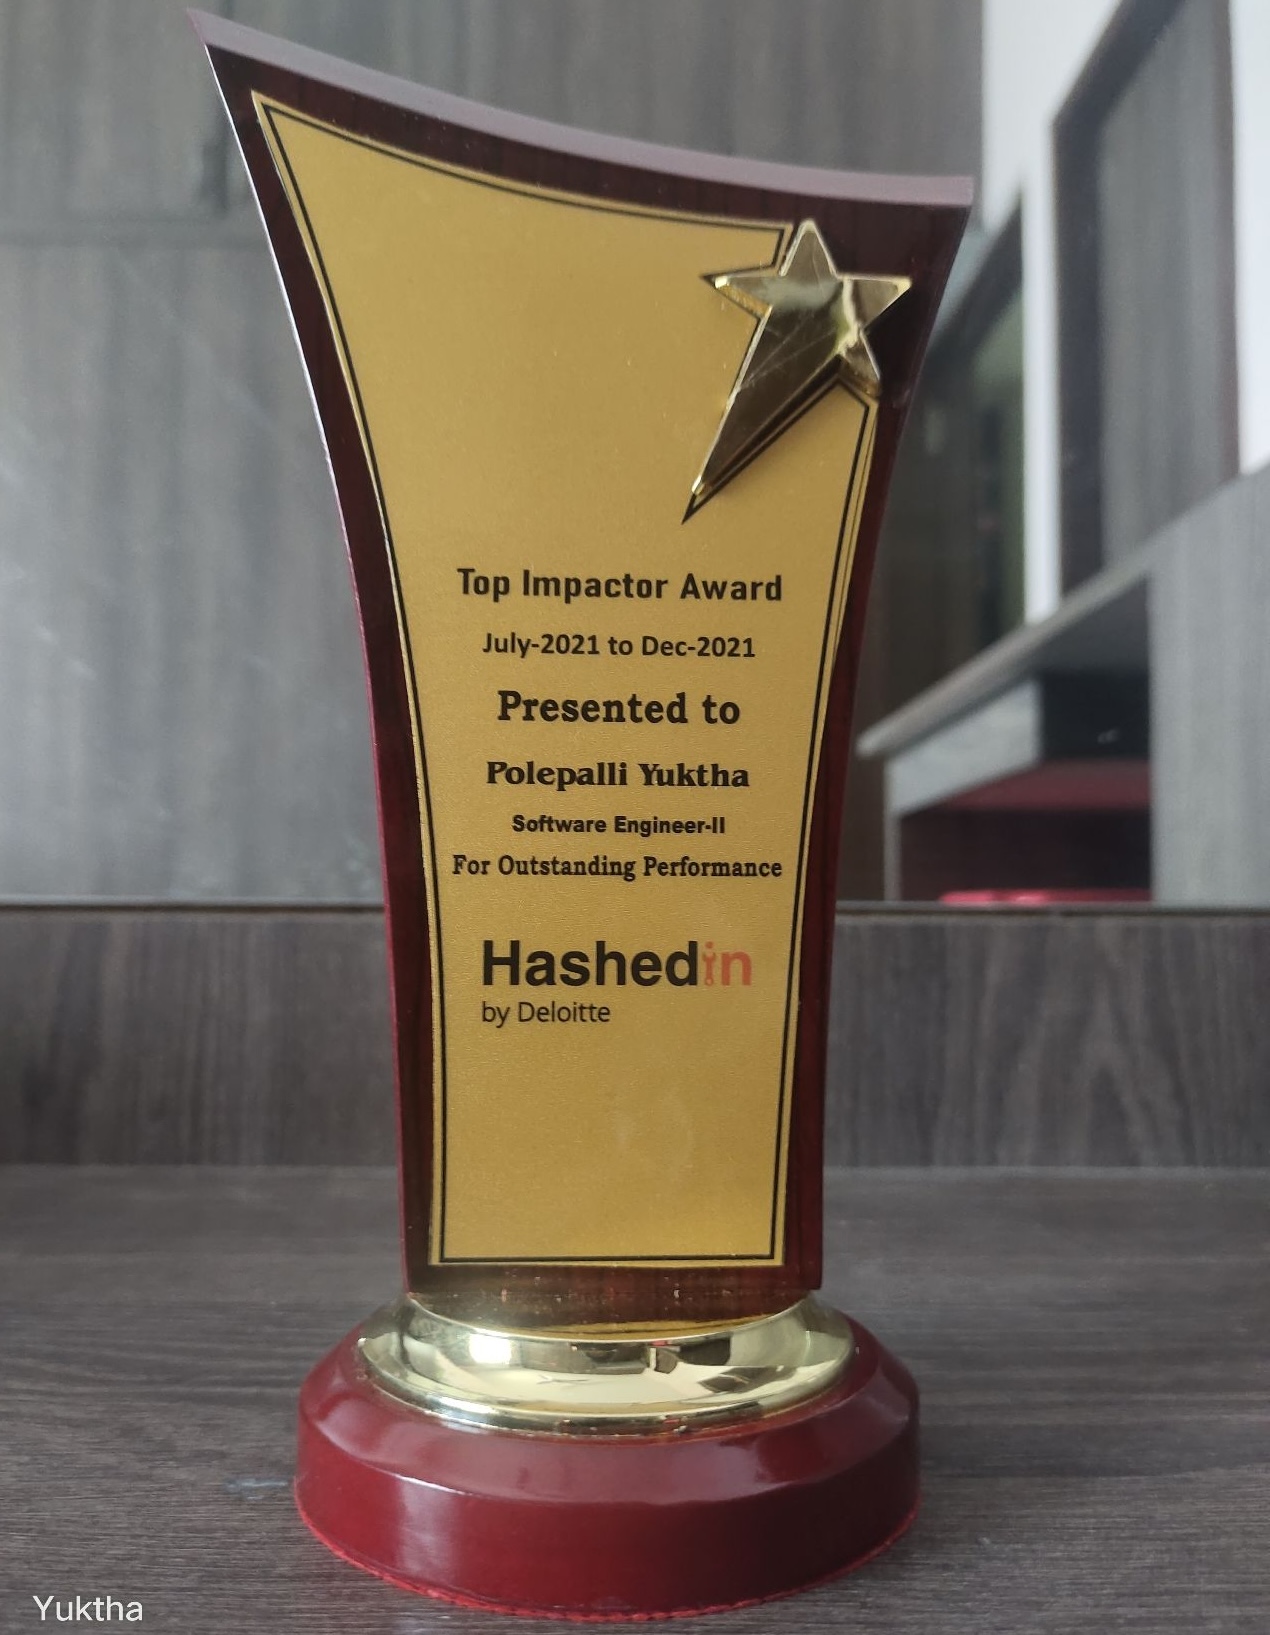 Top Impactor Award
July-2021 to Dec-2021
Presented to
Polepalli Yuktha
Software Engineer-II
For Outstanding Performance
Hashedin
by Deloitte
Yuktha